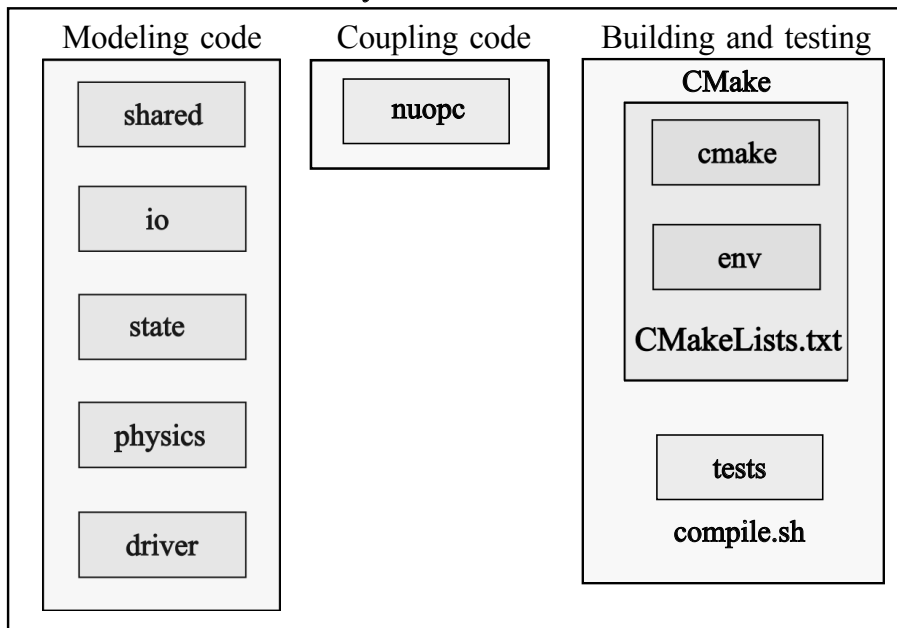 Modeling code
shared
io
state
physics
driver
Coupling code
nuopc
Building and testing
CMake
cmake
env
CMakeLists.txt
tests
compile.sh